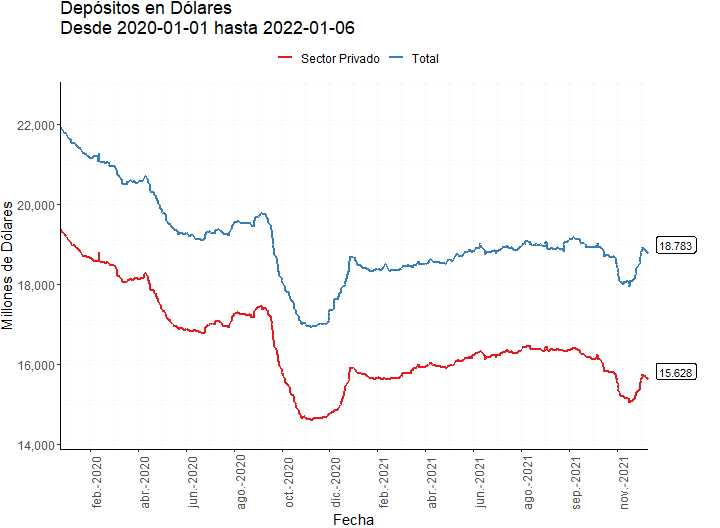 Depósitos en Dólares
Desde 2020-01-01 hasta 2022-01-06
Sector Privado
Total
Millones de Dólares
22,000
20,000
18,000
16,000
14,000
18.783
15.628
feb.-2020
abr.-2020
jun.-2020
ago.-2020
oct.-2020
dic.-2020
feb.-2021
abr.-2021
jun.-2021
ago.-2021
sep.-2021
nov.-2021
Fecha